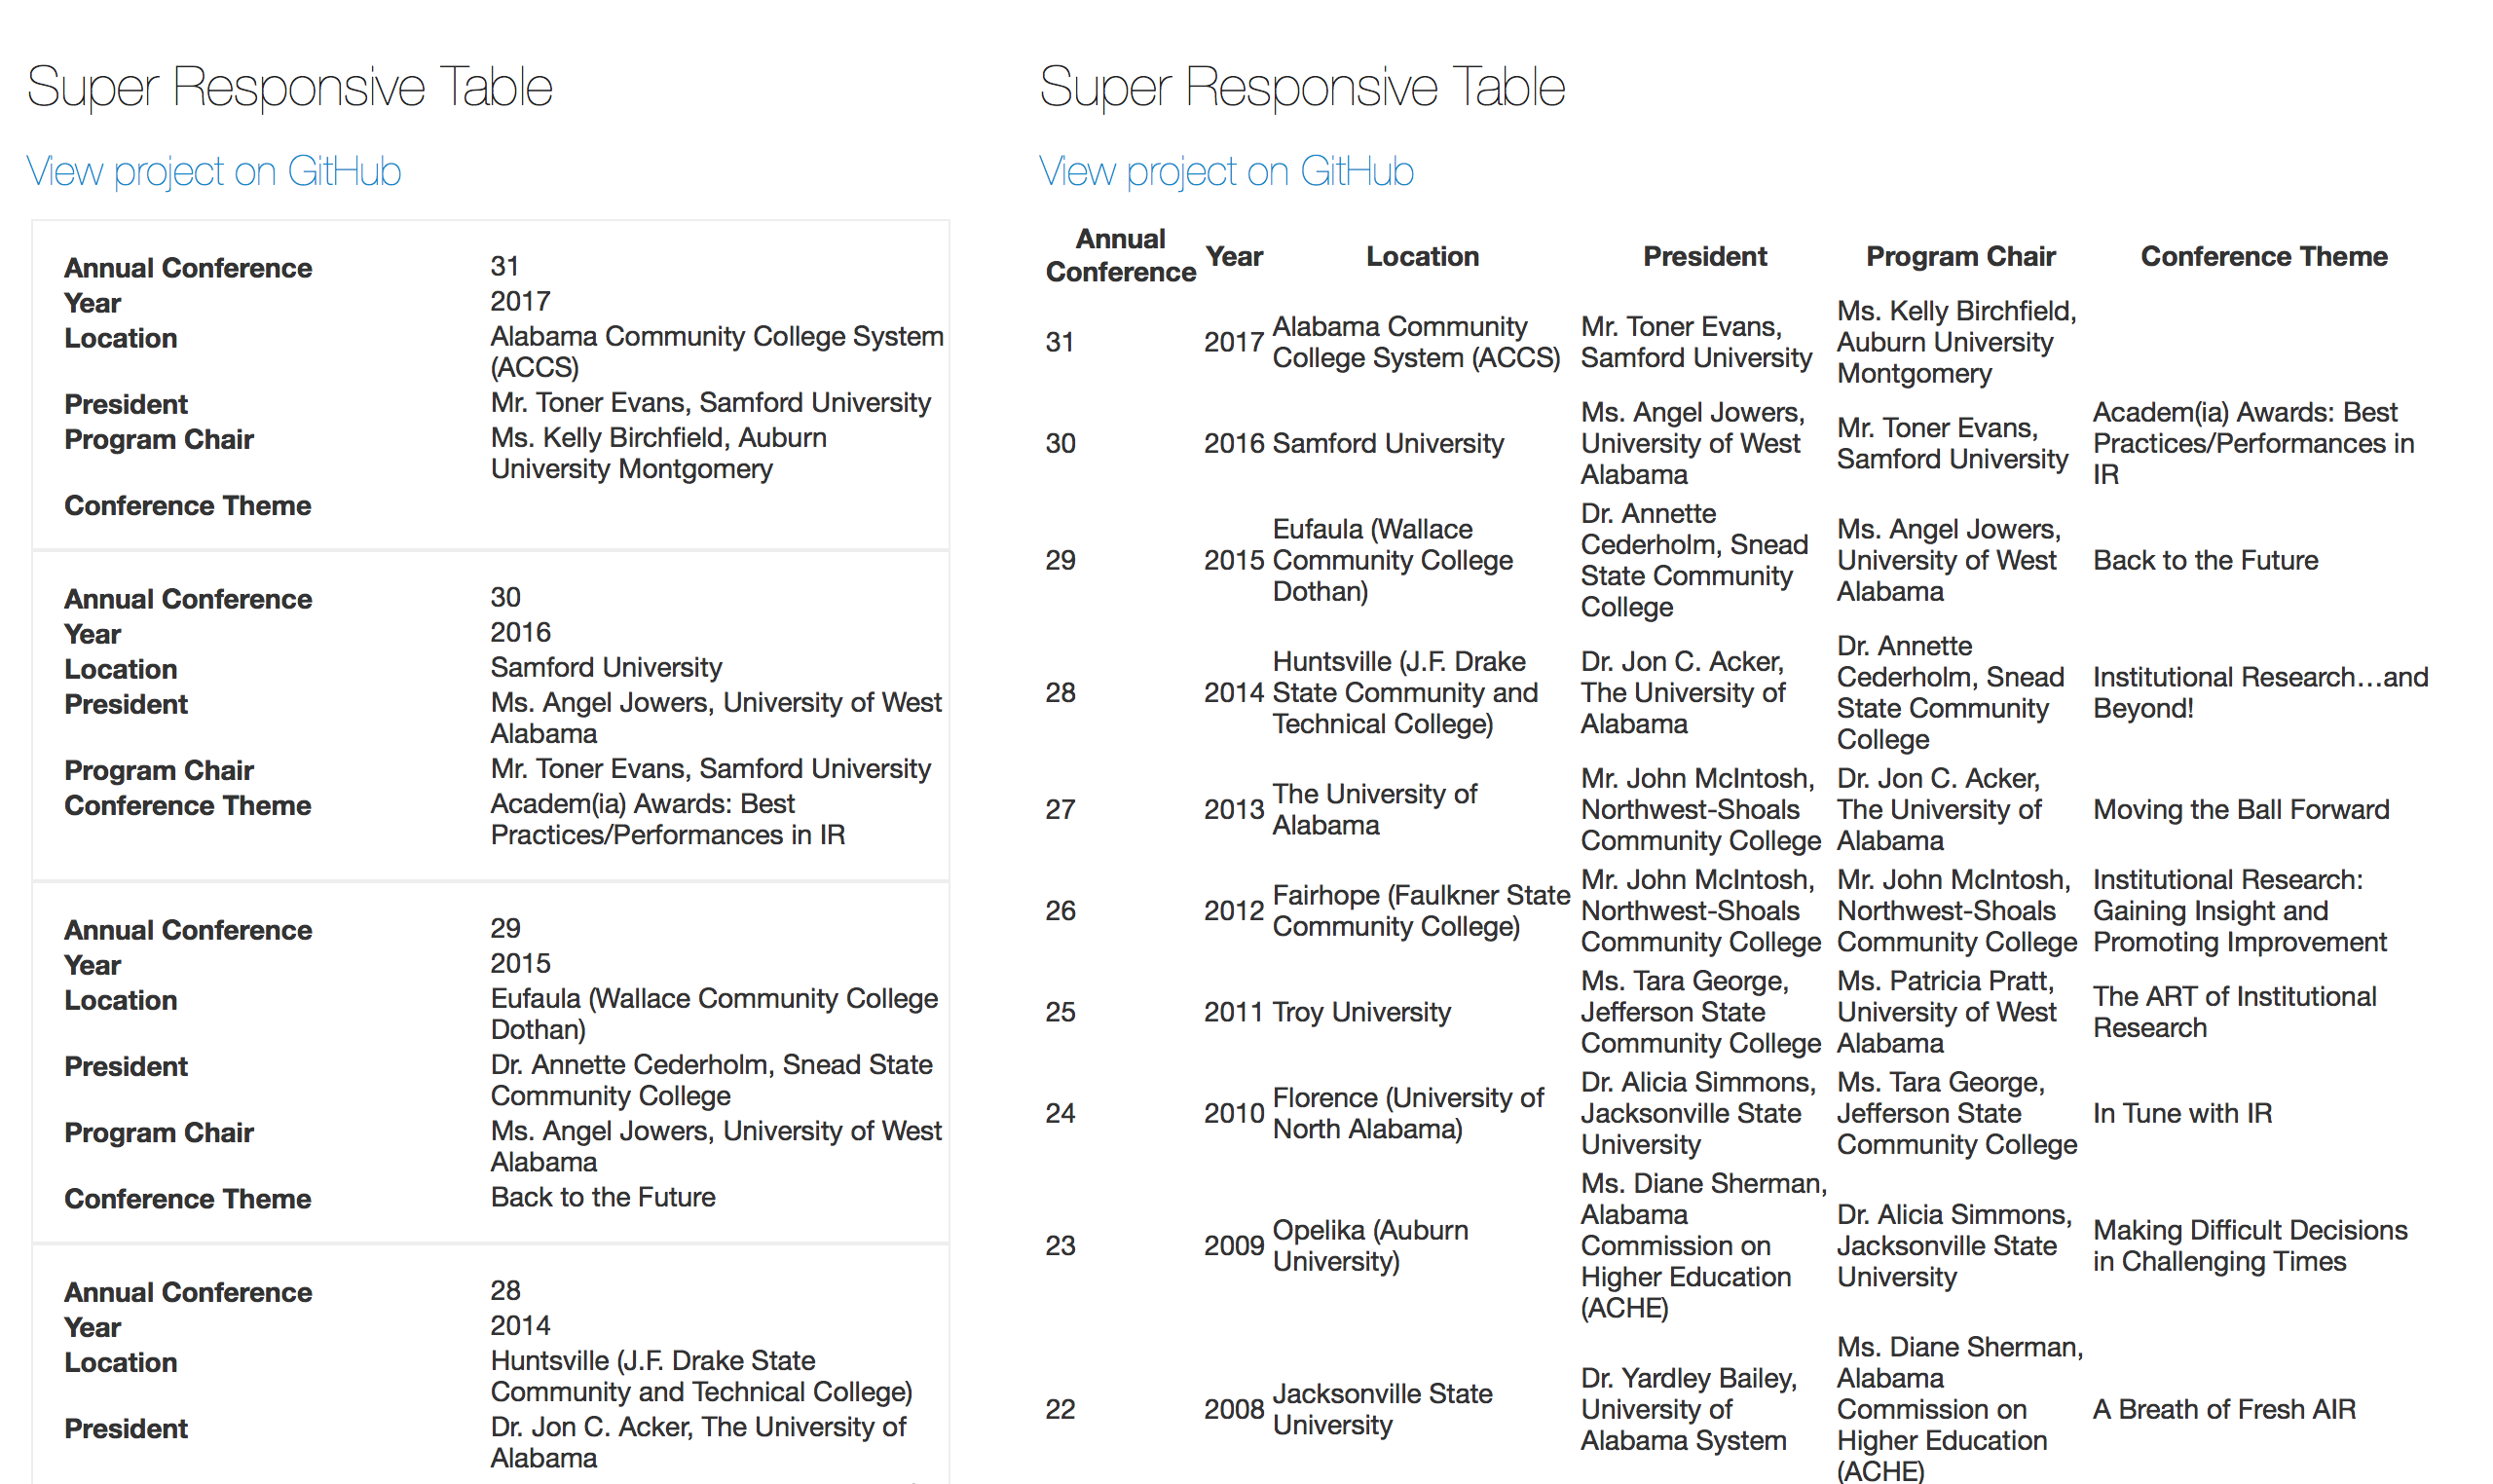 Super Responsive Table
View project on GitHub
Annual Conference 31
Year 2017
Location Alabama Community College System
(ACCS)
President Mr. Toner Evans, Samford University
Program Chair Ms. Kelly Birchfield, Auburn
University Montgomery
Conference Theme
Annual Conference 30
Year 2016
Location Samford University
President Ms. Angel Jowers, University of West
Alabama
Program Chair Mr. Toner Evans, Samford University
Conference Theme Academ(ia) Awards: Best
Practices/Performances in IR
Annual Conference 29
Year 2015
Location Eufaula (Wallace Community College
Dothan)
President Dr. Annette Cederholm, Snead State
Community College
Program Chair Ms. Angel Jowers, University of West
Alabama
Conference Theme Back to the Future
Annual Conference 28
Year 2014
Location Huntsville (J.F. Drake State
Community and Technical College)
President Dr. Jon C. Acker, The University of
Alabama
Super Responsive Table
View project on GitHub
Annual
Conference
Year
Location
President
Program Chair
Conference Theme
31
2017
Alabama Community
College System (ACCS)
Mr. Toner Evans,
Samford University
Ms. Kelly Birchfield,
Auburn University
Montgomery
30
2016
Samford University
Ms. Angel Jowers,
University of West
Alabama
Mr. Toner Evans,
Samford University
Academ(ia) Awards: Best
Practices/Performances in
IR
29
2015
Eufaula (Wallace
Community College
Dothan)
Dr. Annette
Cederholm, Snead
State Community
College
Ms. Angel Jowers,
University of West
Alabama
Back to the Future
28
2014
Huntsville (J.F. Drake
State Community and
Technical College)
Dr. Jon C. Acker,
The University of
Alabama
Dr. Annette
Cederholm, Snead
State Community
College
Institutional Research…and
Beyond!
27
2013
The University of
Alabama
Mr. John McIntosh,
Northwest-Shoals
Community College
Dr. Jon C. Acker,
The University of
Alabama
Moving the Ball Forward
26
2012
Fairhope (Faulkner State
Community College)
Mr. John McIntosh,
Northwest-Shoals
Community College
Mr. John McIntosh,
Northwest-Shoals
Community College
Institutional Research:
Gaining Insight and
Promoting Improvement
25
2011
Troy University
Ms. Tara George,
Jefferson State
Community College
Ms. Patricia Pratt,
University of West
Alabama
The ART of Institutional
Research
24
2010
Florence (University of
North Alabama)
Dr. Alicia Simmons,
Jacksonville State
University
Ms. Tara George,
Jefferson State
Community College
In Tune with IR
23
2009
Opelika (Auburn
University)
Ms. Diane Sherman,
Alabama
Commission on
Higher Education
(ACHE)
Dr. Alicia Simmons,
Jacksonville State
University
Making Difficult Decisions
in Challenging Times
22
2008
Jacksonville State
University
Dr. Yardley Bailey,
University of
Alabama System
Ms. Diane Sherman,
Alabama
Commission on
Higher Education
(ACHE)
A Breath of Fresh AIR